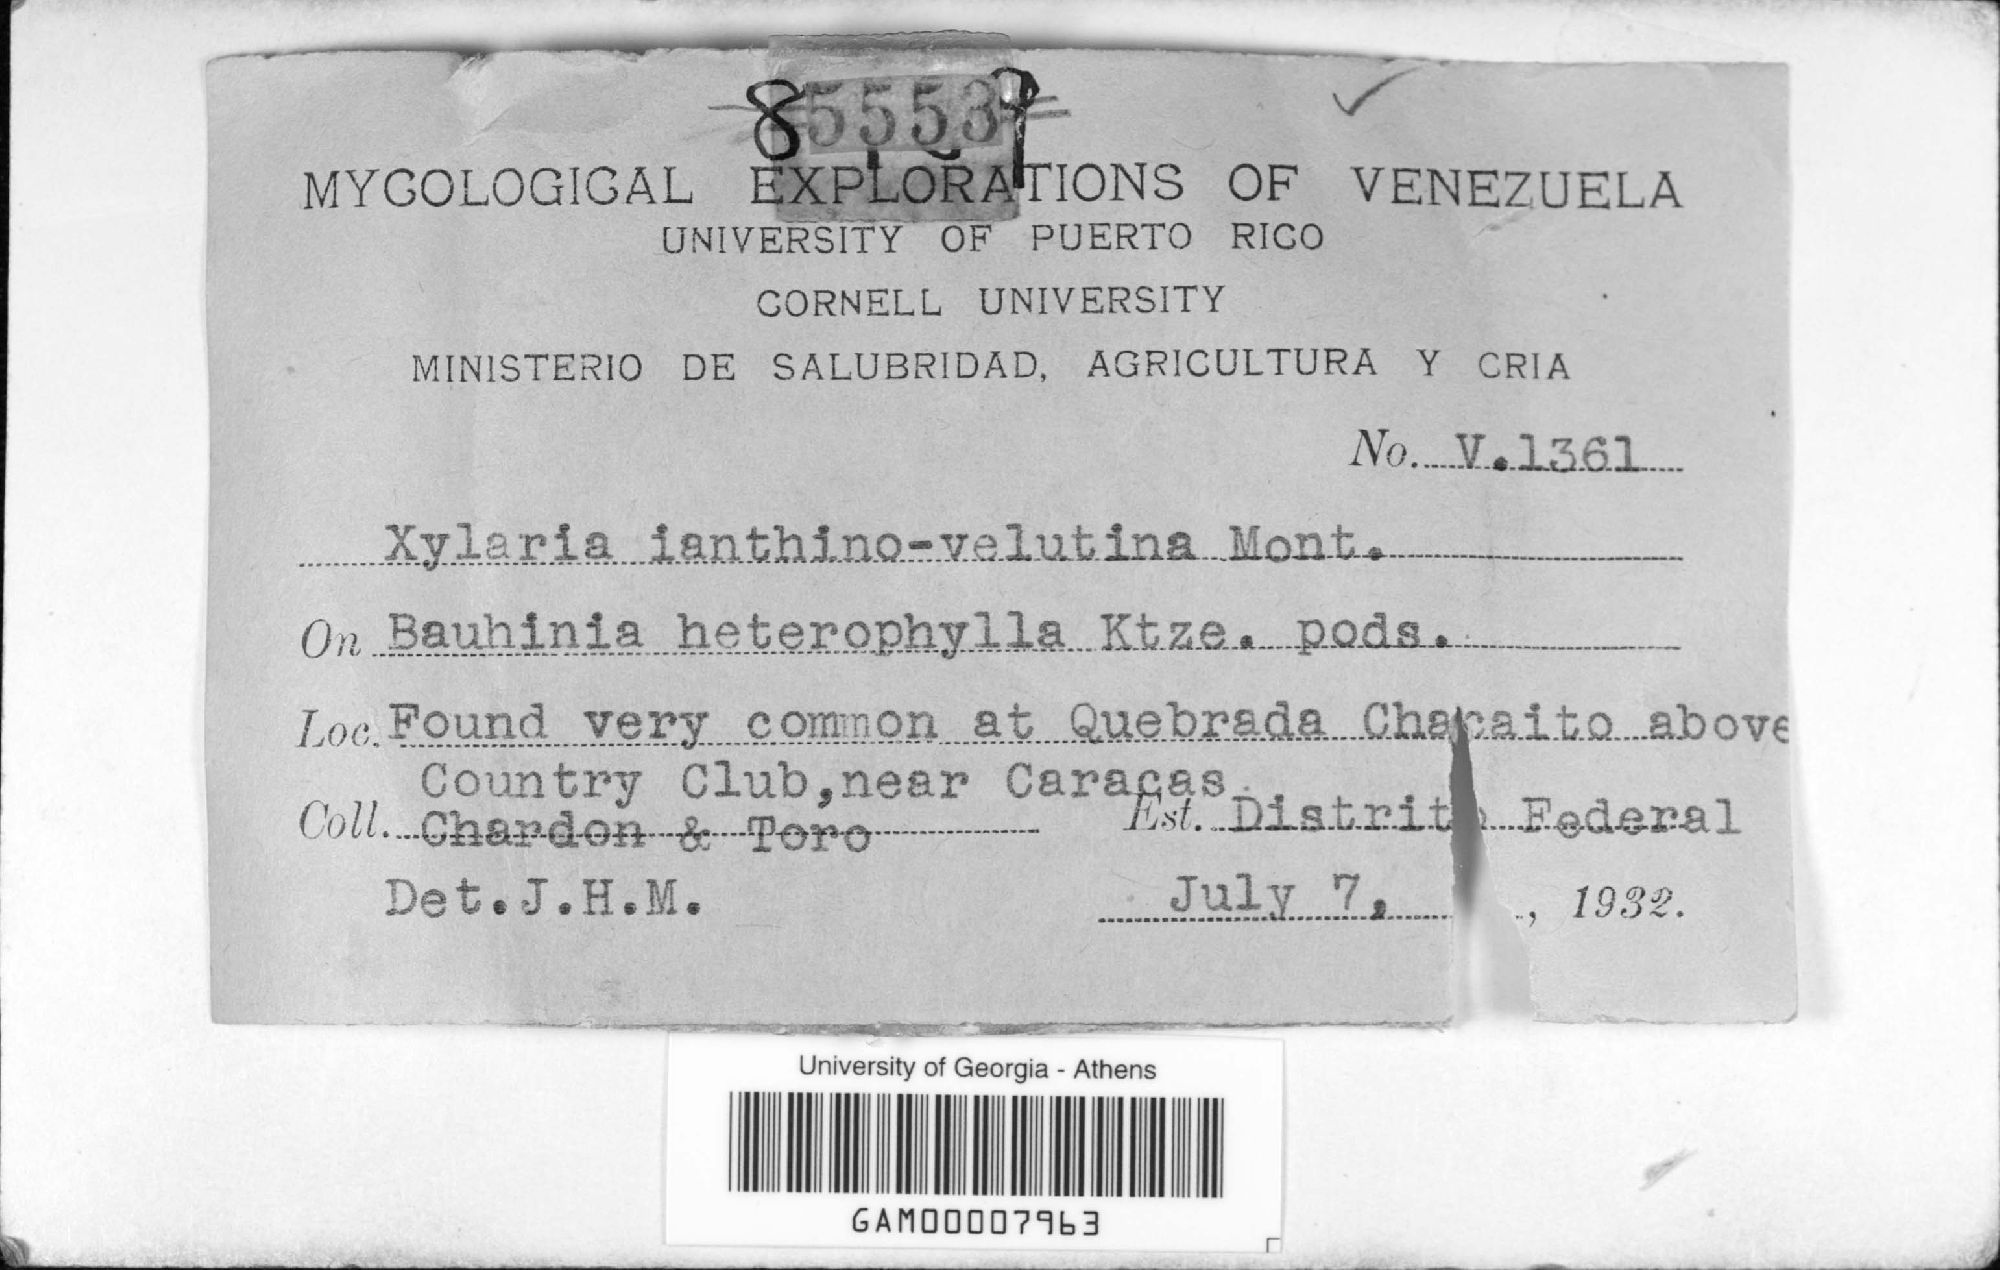 5553
MYCOLOGICAL EXPLORATIONS OF VENEZUELA
UNIVERSITY OF PUERTO RICO
CORNELL UNIVERSITY
MINISTERIO DE SALUBRIDAD, AGRICULTURA Y CRIA
No. V.1361
Xylaria ianthino-velutina Mont.
On Bauhinia heterophylla Ktze. pods.
Loc. Found very common at Quebrada Chacaito above
Country Club,near Caracas.
Coll. Chardon & Toro Est. Distrito Federal
Det.J.H.M. July 7, , 1932.
University of Georgia - Athens
GAM00007963